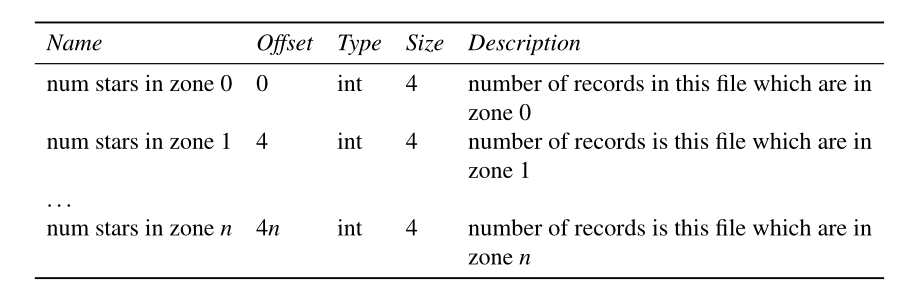 Name Offset Type Size Description
num stars in zone 0 0 int 4 number of records in this file which are in
zone 0
num stars in zone 1 4 int 4 number of records is this file which are in
zone 1
...
num stars in zone n 4n int 4 number of records is this file which are in
zone n